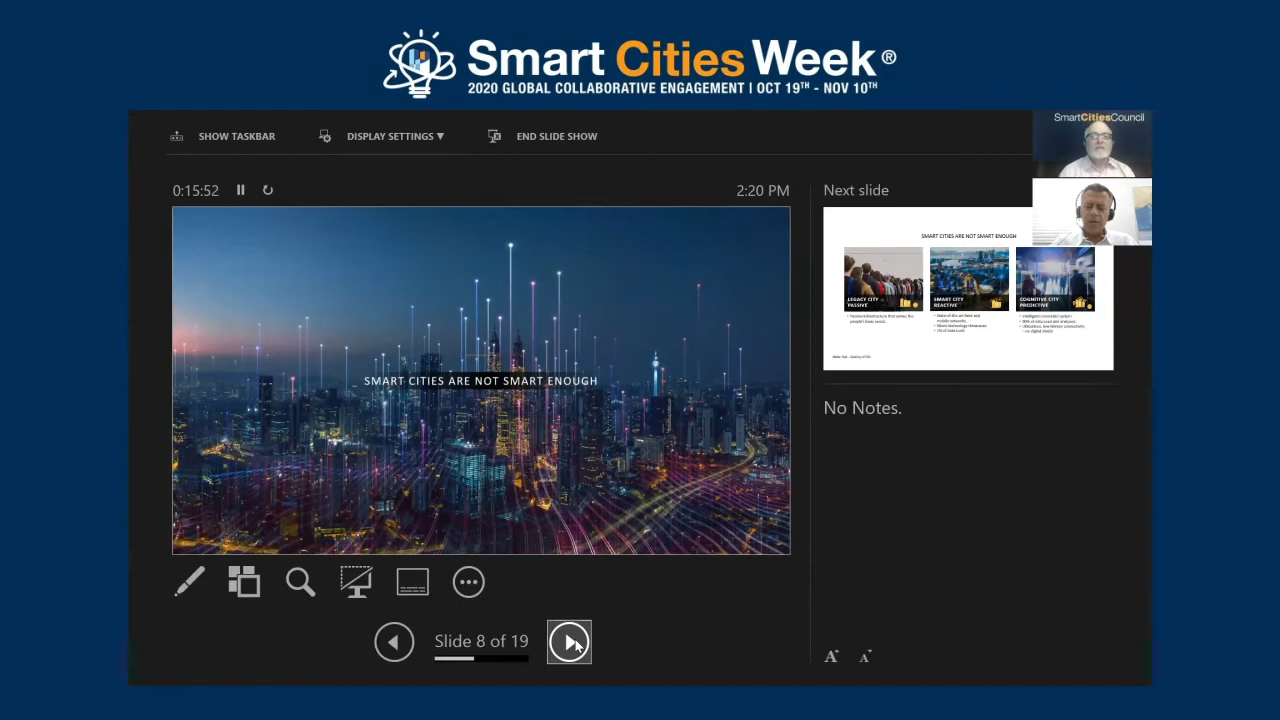 Smart Cities Week®
2020 GLOBAL COLLABORATIVE ENGAGEMENT | OCT 19TH - NOV 10TH
SmartCitiesCouncil
SHOW TASKBAR
DISPLAY SETTINGS ▼
END SLIDE SHOW
0:15:52
2:20 PM
Next slide
SMART CITIES ARE NOT SMART ENOUGH
SMART CITIES ARE NOT SMART ENOUGH
LEGACY CITY
PASSIVE
SMART CITY
REACTIVE
COGNITIVE CITY
PREDICTIVE
No Notes.
Slide 8 of 19
A A